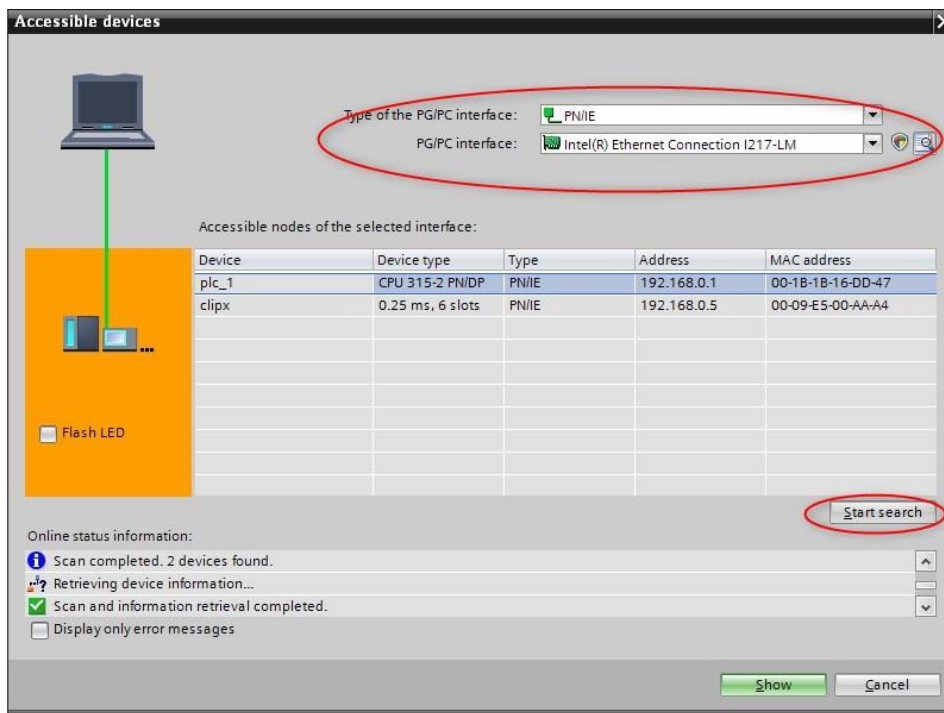 Accessible devices
Type of the PG/PC interface: PN/IE
PG/PC interface: Intel(R) Ethernet Connection I217-LM
Accessible nodes of the selected interface:
Device Device type Type Address MAC address
plc_1 CPU 315-2 PN/DP PN/IE 192.168.0.1 00-1B-1B-16-DD-47
clipx 0.25 ms, 6 slots PN/IE 192.168.0.5 00-09-E5-00-AA-A4
Flash LED
Start search
Online status information:
Scan completed. 2 devices found.
Retrieving device information...
Scan and information retrieval completed.
Display only error messages
Show Cancel